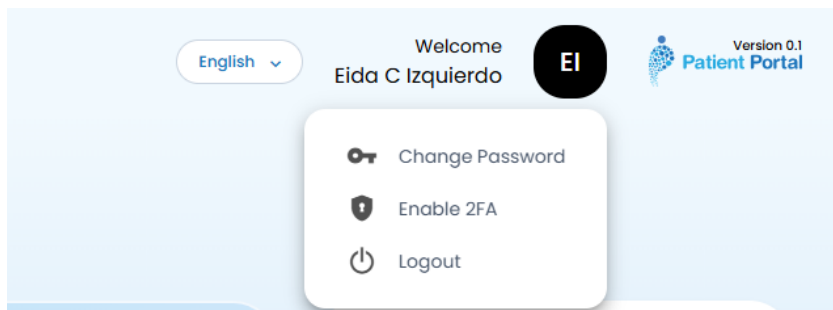 English
Welcome
Eida C Izquierdo
EI
Version 0.1
Patient Portal
Change Password
Enable 2FA
Logout